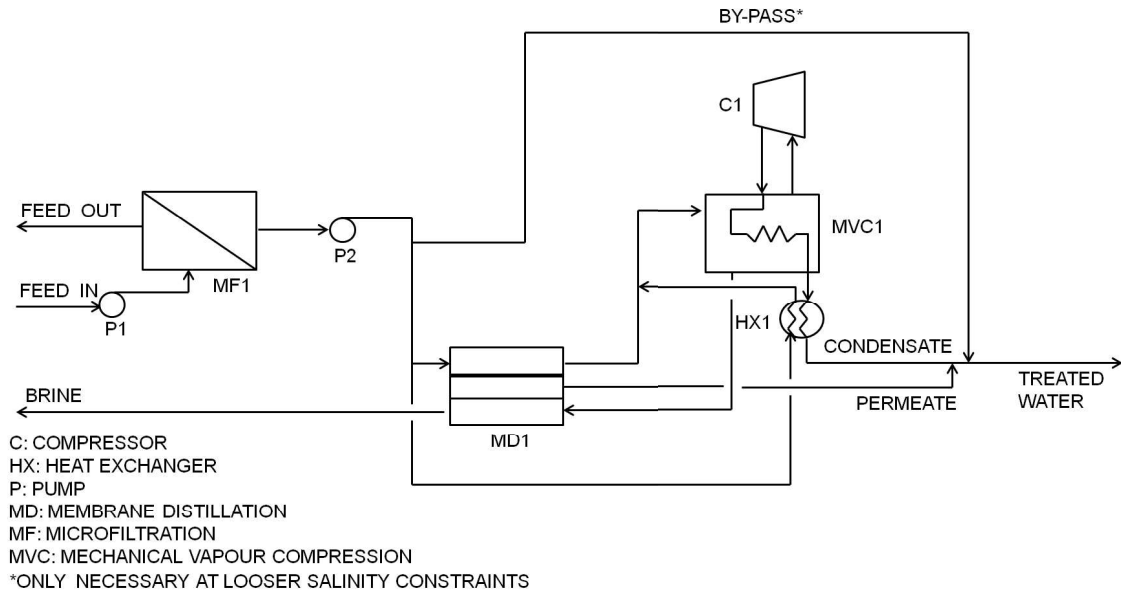 BY-PASS*
C1
FEED OUT
MVC1
P2
MF1
FEED IN
P1
HX1
CONDENSATE
TREATED
WATER
PERMEATE
BRINE
MD1
C: COMPRESSOR
HX: HEAT EXCHANGER
P: PUMP
MD: MEMBRANE DISTILLATION
MF: MICROFILTRATION
MVC: MECHANICAL VAPOUR COMPRESSION
*ONLY NECESSARY AT LOOSER SALINITY CONSTRAINTS